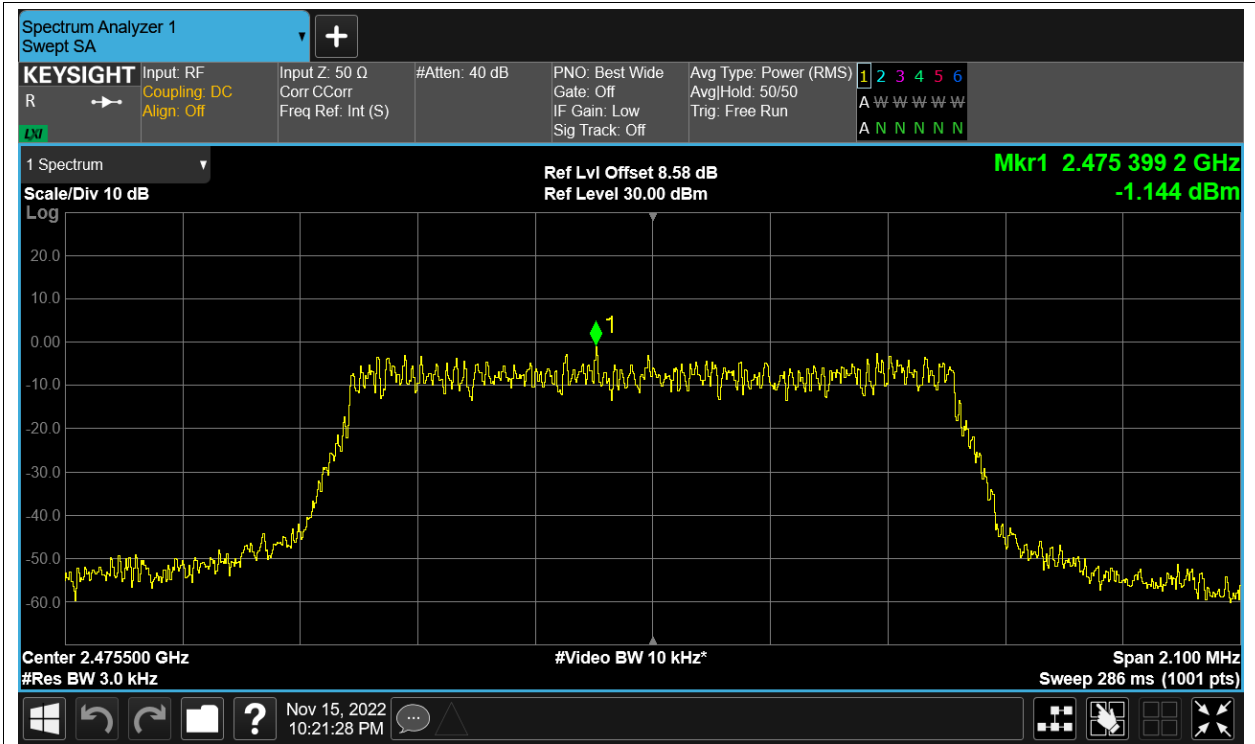 Spectrum Analyzer 1
Swept SA
KEYSIGHT
R
LXI
Input: RF
Coupling: DC
Align: Off
Input Z: 50 Ω
Corr CCorr
Freq Ref: Int (S)
#Atten: 40 dB
PNO: Best Wide
Gate: Off
IF Gain: Low
Sig Track: Off
Avg Type: Power (RMS)
Avg|Hold: 50/50
Trig: Free Run
1 2 3 4 5 6
A W W W W W
A N N N N N
1 Spectrum
Scale/Div 10 dB
Log
Ref Lvl Offset 8.58 dB
Ref Level 30.00 dBm
Mkr1 2.475 399 2 GHz
-1.144 dBm
20.0
10.0
0.00
-10.0
-20.0
-30.0
-40.0
-50.0
-60.0
1
Center 2.475500 GHz
#Res BW 3.0 kHz
#Video BW 10 kHz*
Span 2.100 MHz
Sweep 286 ms (1001 pts)
?
Nov 15, 2022
10:21:28 PM